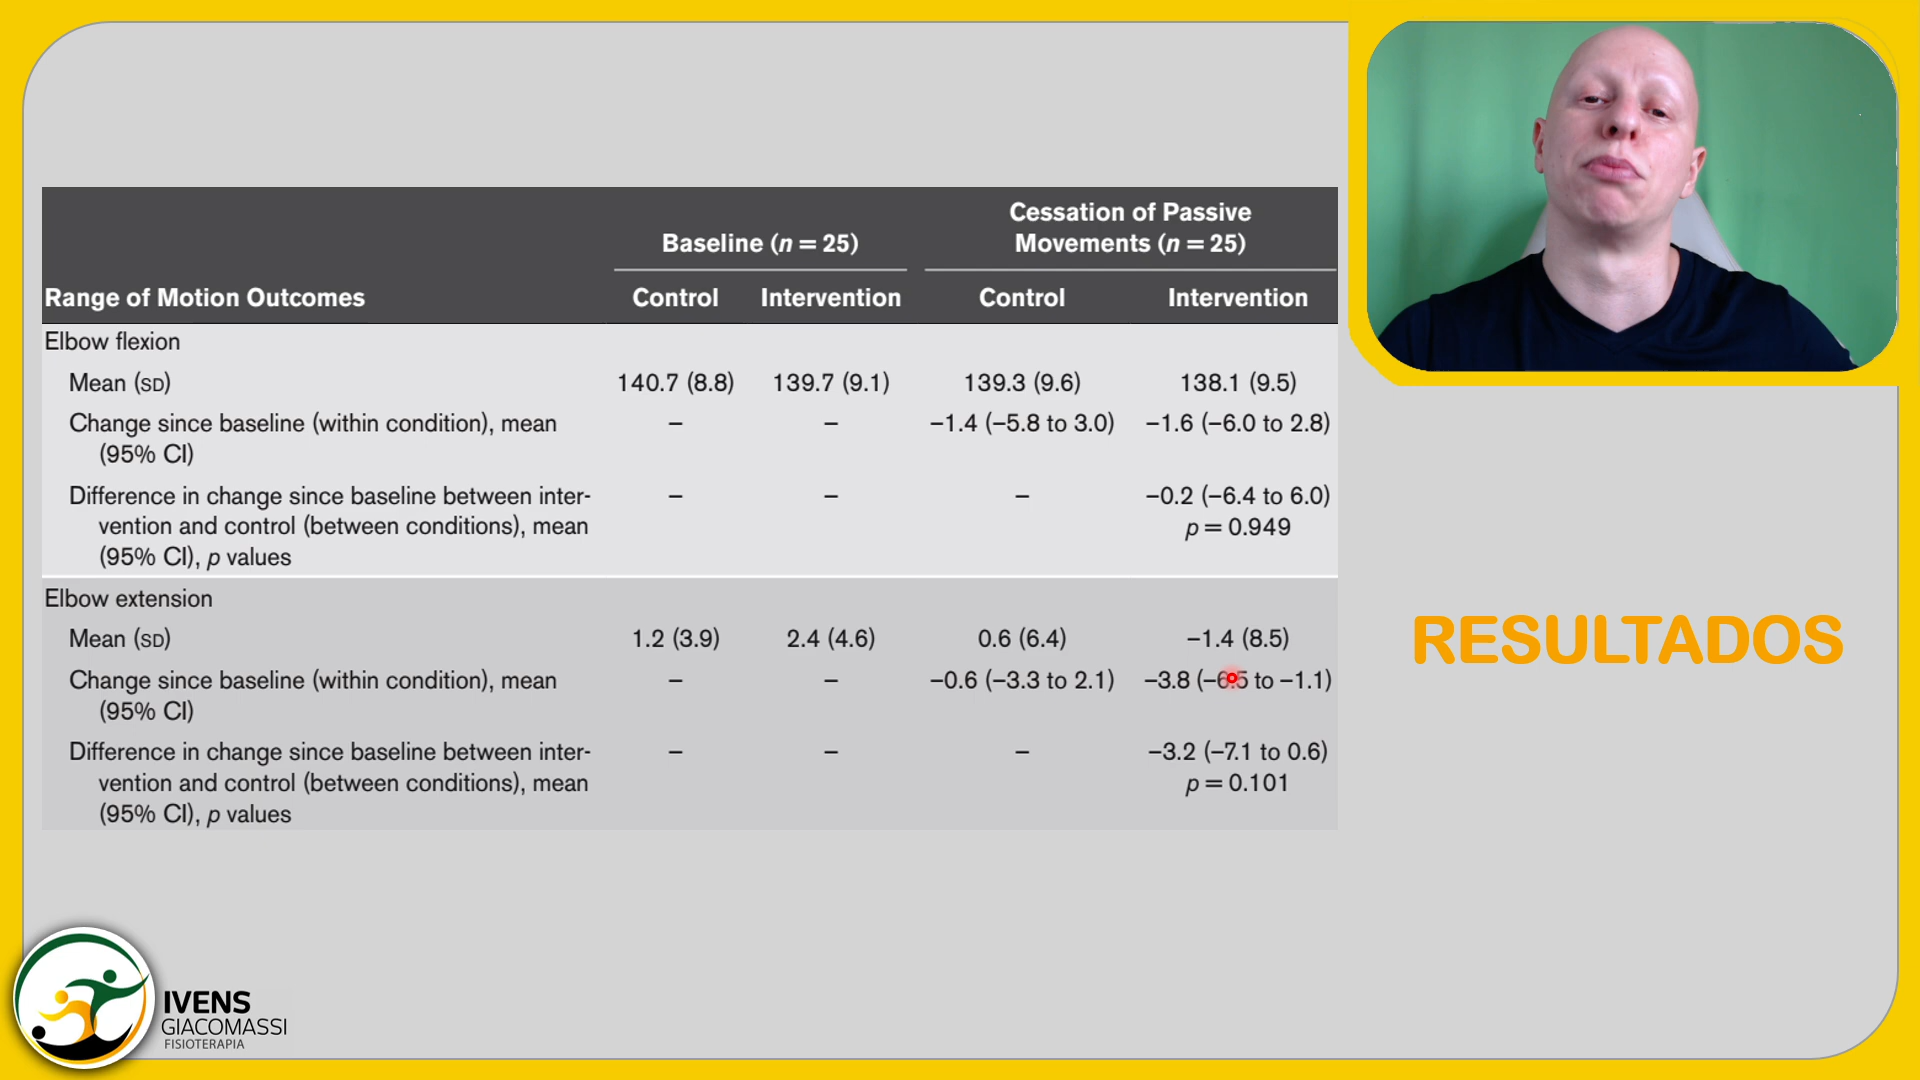 Cessation of Passive
Baseline (n = 25) Movements (n = 25)
Range of Motion Outcomes Control Intervention Control Intervention
Elbow flexion
Mean (SD) 140.7 (8.8) 139.7 (9.1) 139.3 (9.6) 138.1 (9.5)
Change since baseline (within condition), mean – – −1.4 (−5.8 to 3.0) −1.6 (−6.0 to 2.8)
(95% CI)
Difference in change since baseline between inter- – – – −0.2 (−6.4 to 6.0)
vention and control (between conditions), mean p = 0.949
(95% CI), p values
Elbow extension
Mean (SD) 1.2 (3.9) 2.4 (4.6) 0.6 (6.4) −1.4 (8.5)
Change since baseline (within condition), mean – – −0.6 (−3.3 to 2.1) −3.8 (−6.5 to −1.1)
(95% CI)
Difference in change since baseline between inter- – – – −3.2 (−7.1 to 0.6)
vention and control (between conditions), mean p = 0.101
(95% CI), p values
RESULTADOS
IVENS
GIACOMASSI
FISIOTERAPIA